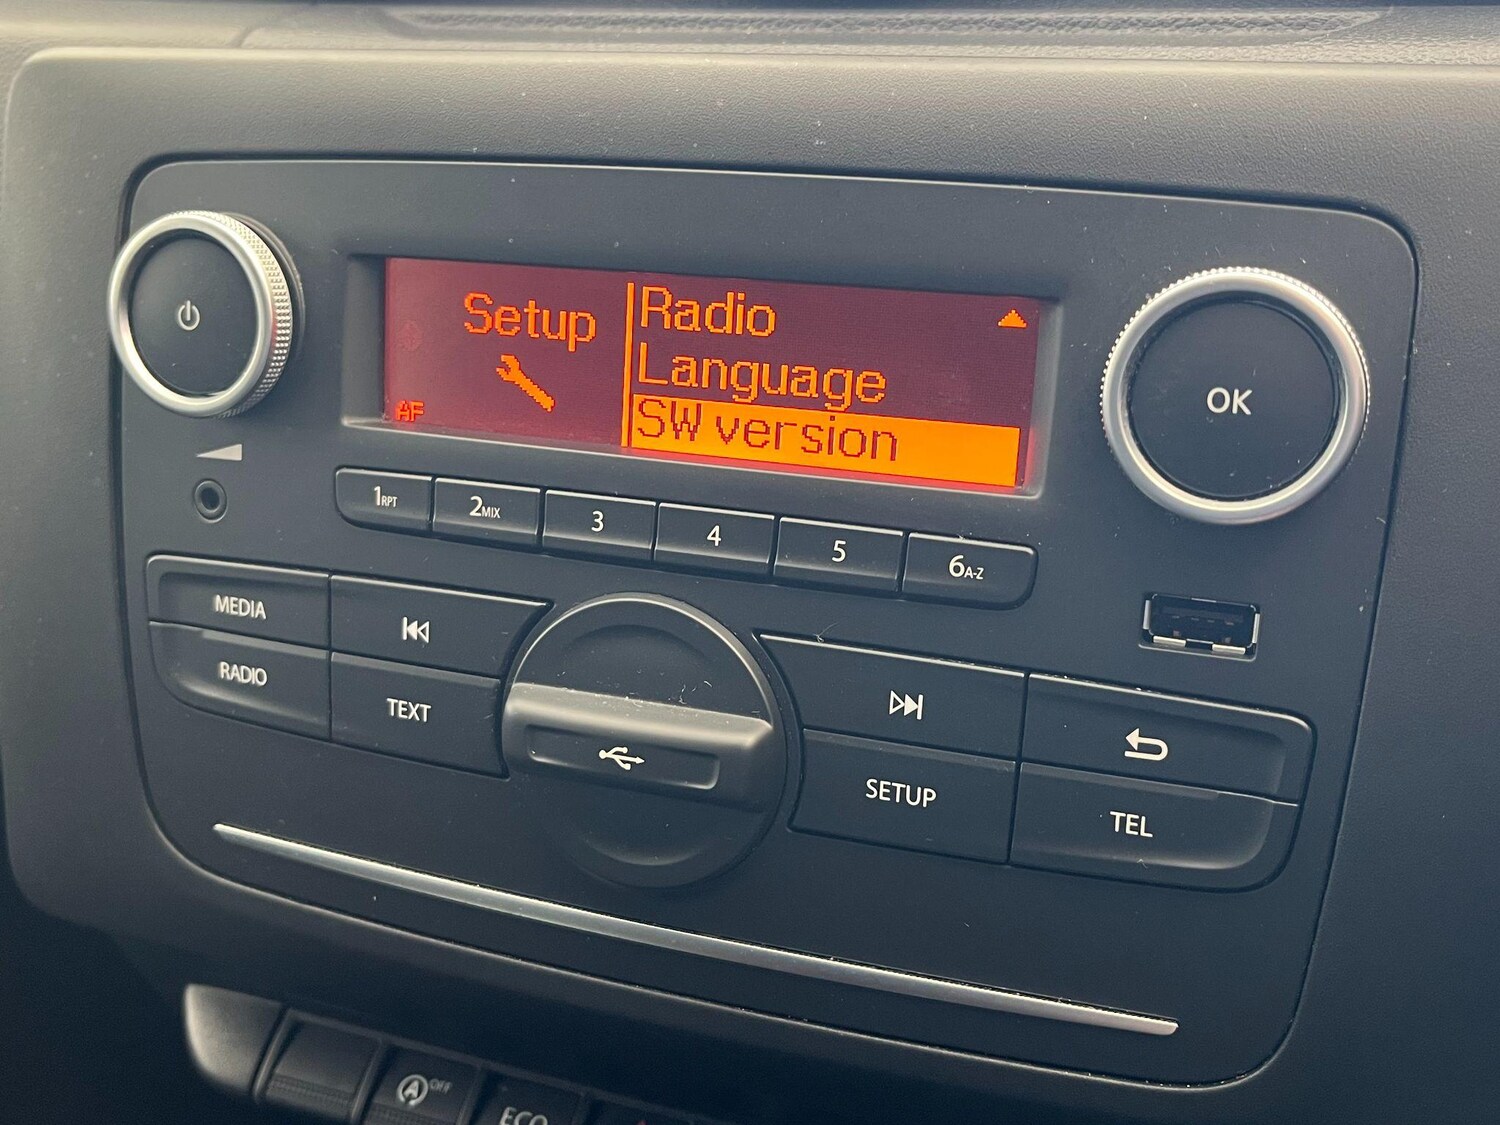 Setup
Radio
Language
SW version
AF
OK
1RPT
2MIX
3
4
5
6A-Z
MEDIA
RADIO
TEXT
SETUP
TEL
A OFF
ECO